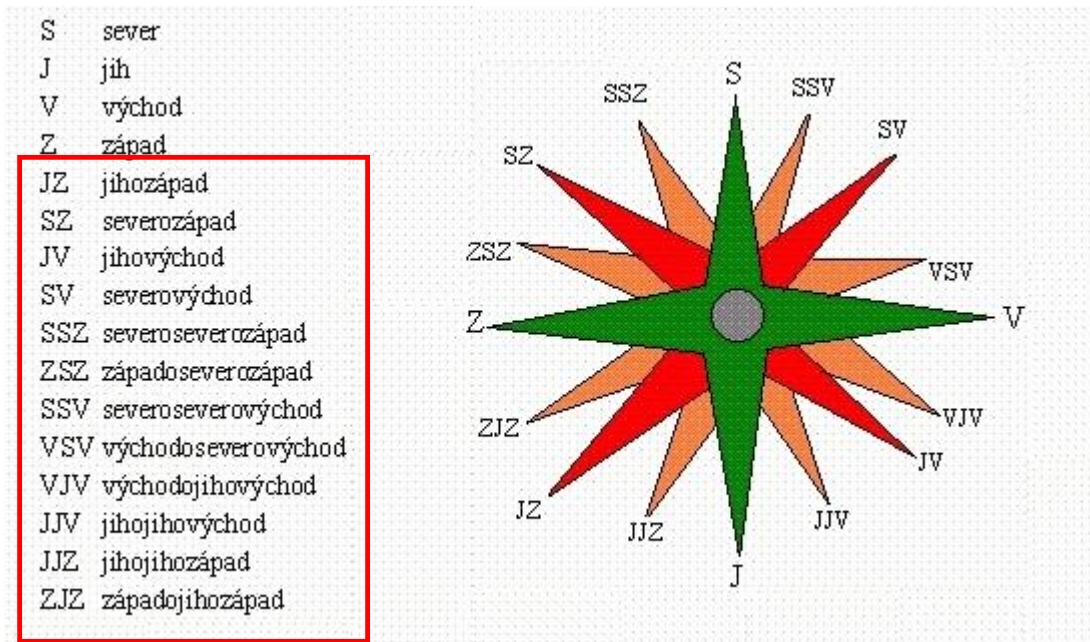 S sever
J jih
V východ
Z západ
JZ jihozápad
SZ severozápad
JV jihovýchod
SV severovýchod
SSZ severoseverozápad
ZSZ západoseverozápad
SSV severoseverovýchod
VSV východoseverovýchod
VJV východojihovýchod
JJV jihojihovýchod
JJZ jihojihozápad
ZJZ západojihozápad
S
SSZ
SSV
SV
SZ
ZSZ
VSV
Z
V
ZJZ
VJV
JV
JZ
JJZ
JJV
J